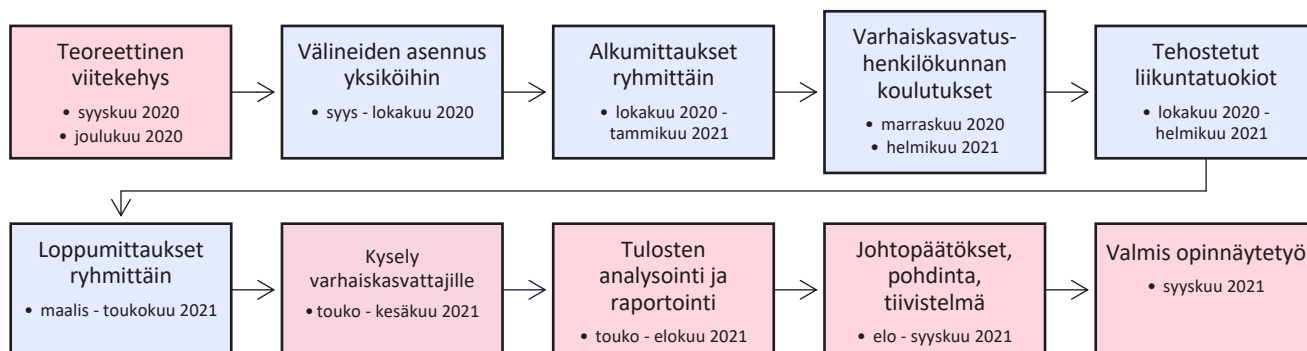 Teoreettinen
viitekehys
• syyskuu 2020
• joulukuu 2020
Välineiden asennus
yksiköihin
• syys - lokakuu 2020
Alkumittaukset
ryhmittäin
• lokakuu 2020 -
tammikuu 2021
Varhaiskasvatus-
henkilökunnan
koulutukset
• marraskuu 2020
• helmikuu 2021
Tehostetut
liikuntatuokiot
• lokakuu 2020 -
helmikuu 2021
Loppumittaukset
ryhmittäin
• maalis - toukokuu 2021
Kysely
varhaiskasvattajille
• touko - kesäkuu 2021
Tulosten
analysointi ja
raportointi
• touko - elokuu 2021
Johtopäätökset,
pohdinta,
tiivistelmä
• elo - syyskuu 2021
Valmis opinnäytetyö
• syyskuu 2021